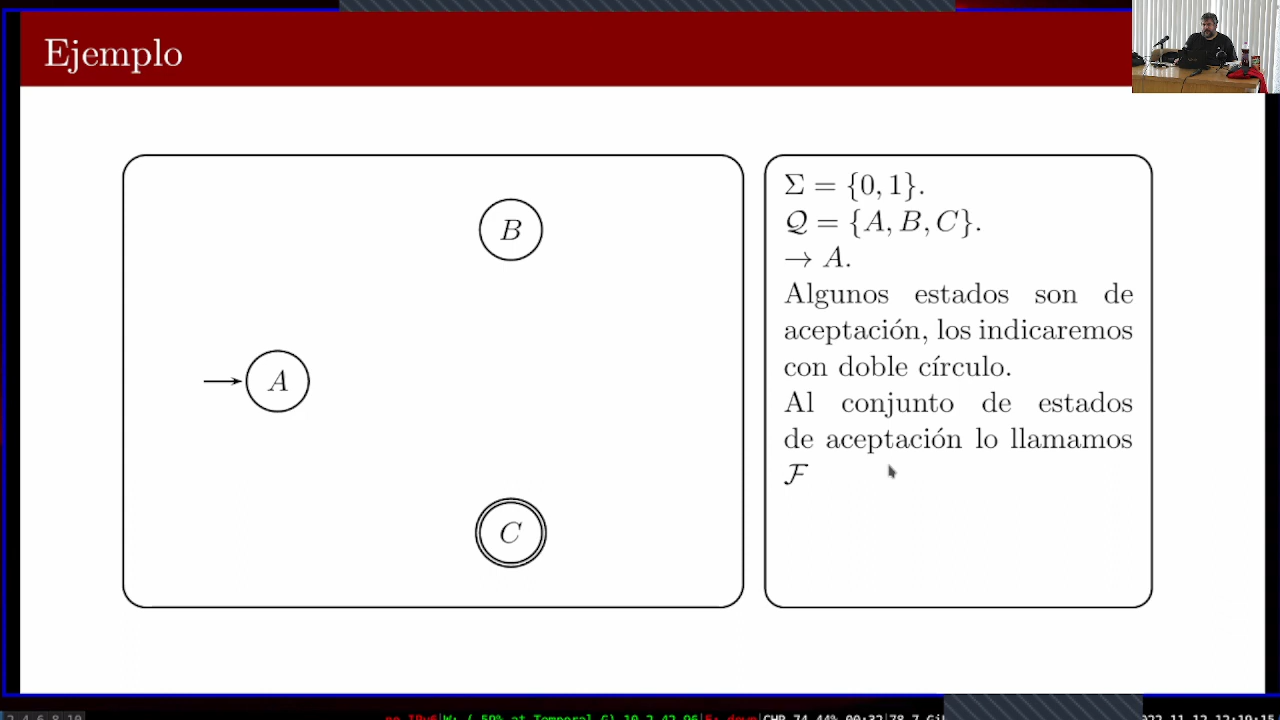 Ejemplo
B
A
C
Σ = {0, 1}.
𝒬 = {A, B, C}.
→ A.
Algunos estados son de
aceptación, los indicaremos
con doble círculo.
Al conjunto de estados
de aceptación lo llamamos
ℱ